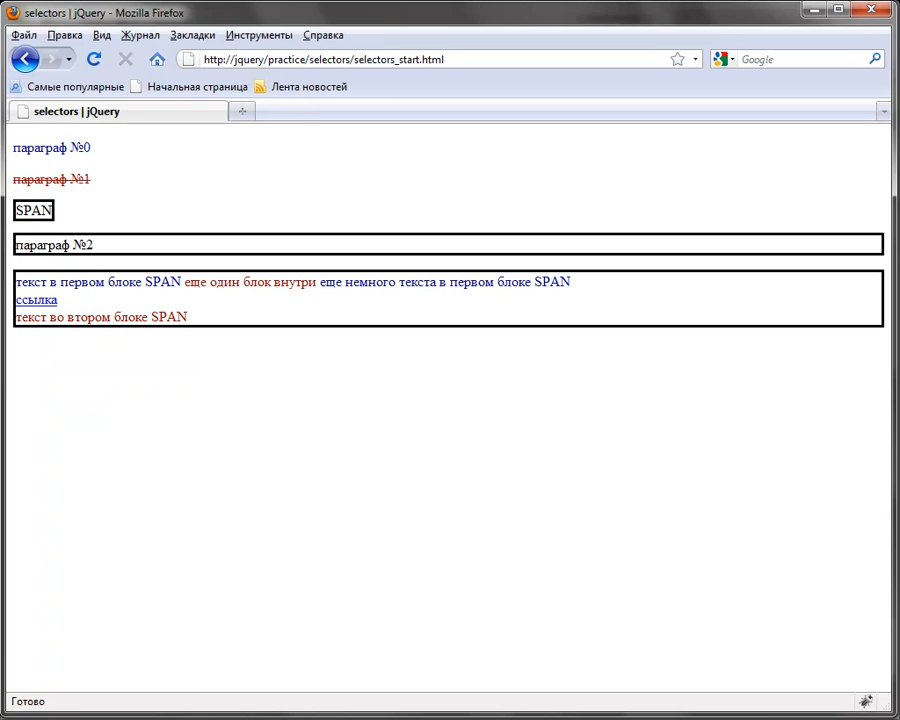 selectors | jQuery - Mozilla Firefox
Файл Правка Вид Журнал Закладки Инструменты Справка
http://jquery/practice/selectors/selectors_start.html Google
Самые популярные Начальная страница Лента новостей
selectors | jQuery
параграф №0
параграф №1
SPAN
параграф №2
текст в первом блоке SPAN еще один блок внутри еще немного текста в первом блоке SPAN
ссылка
текст во втором блоке SPAN
Готово